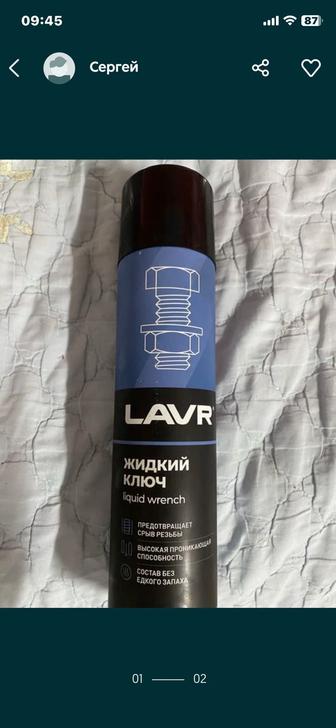 09:45
87
Сергей
LAVR
ЖИДКИЙ
КЛЮЧ
liquid wrench
ПРЕДОТВРАЩАЕТ
СРЫВ РЕЗЬБЫ
ВЫСОКАЯ ПРОНИКАЮЩАЯ
СПОСОБНОСТЬ
СОСТАВ БЕЗ
ЕДКОГО ЗАПАХА
01
02